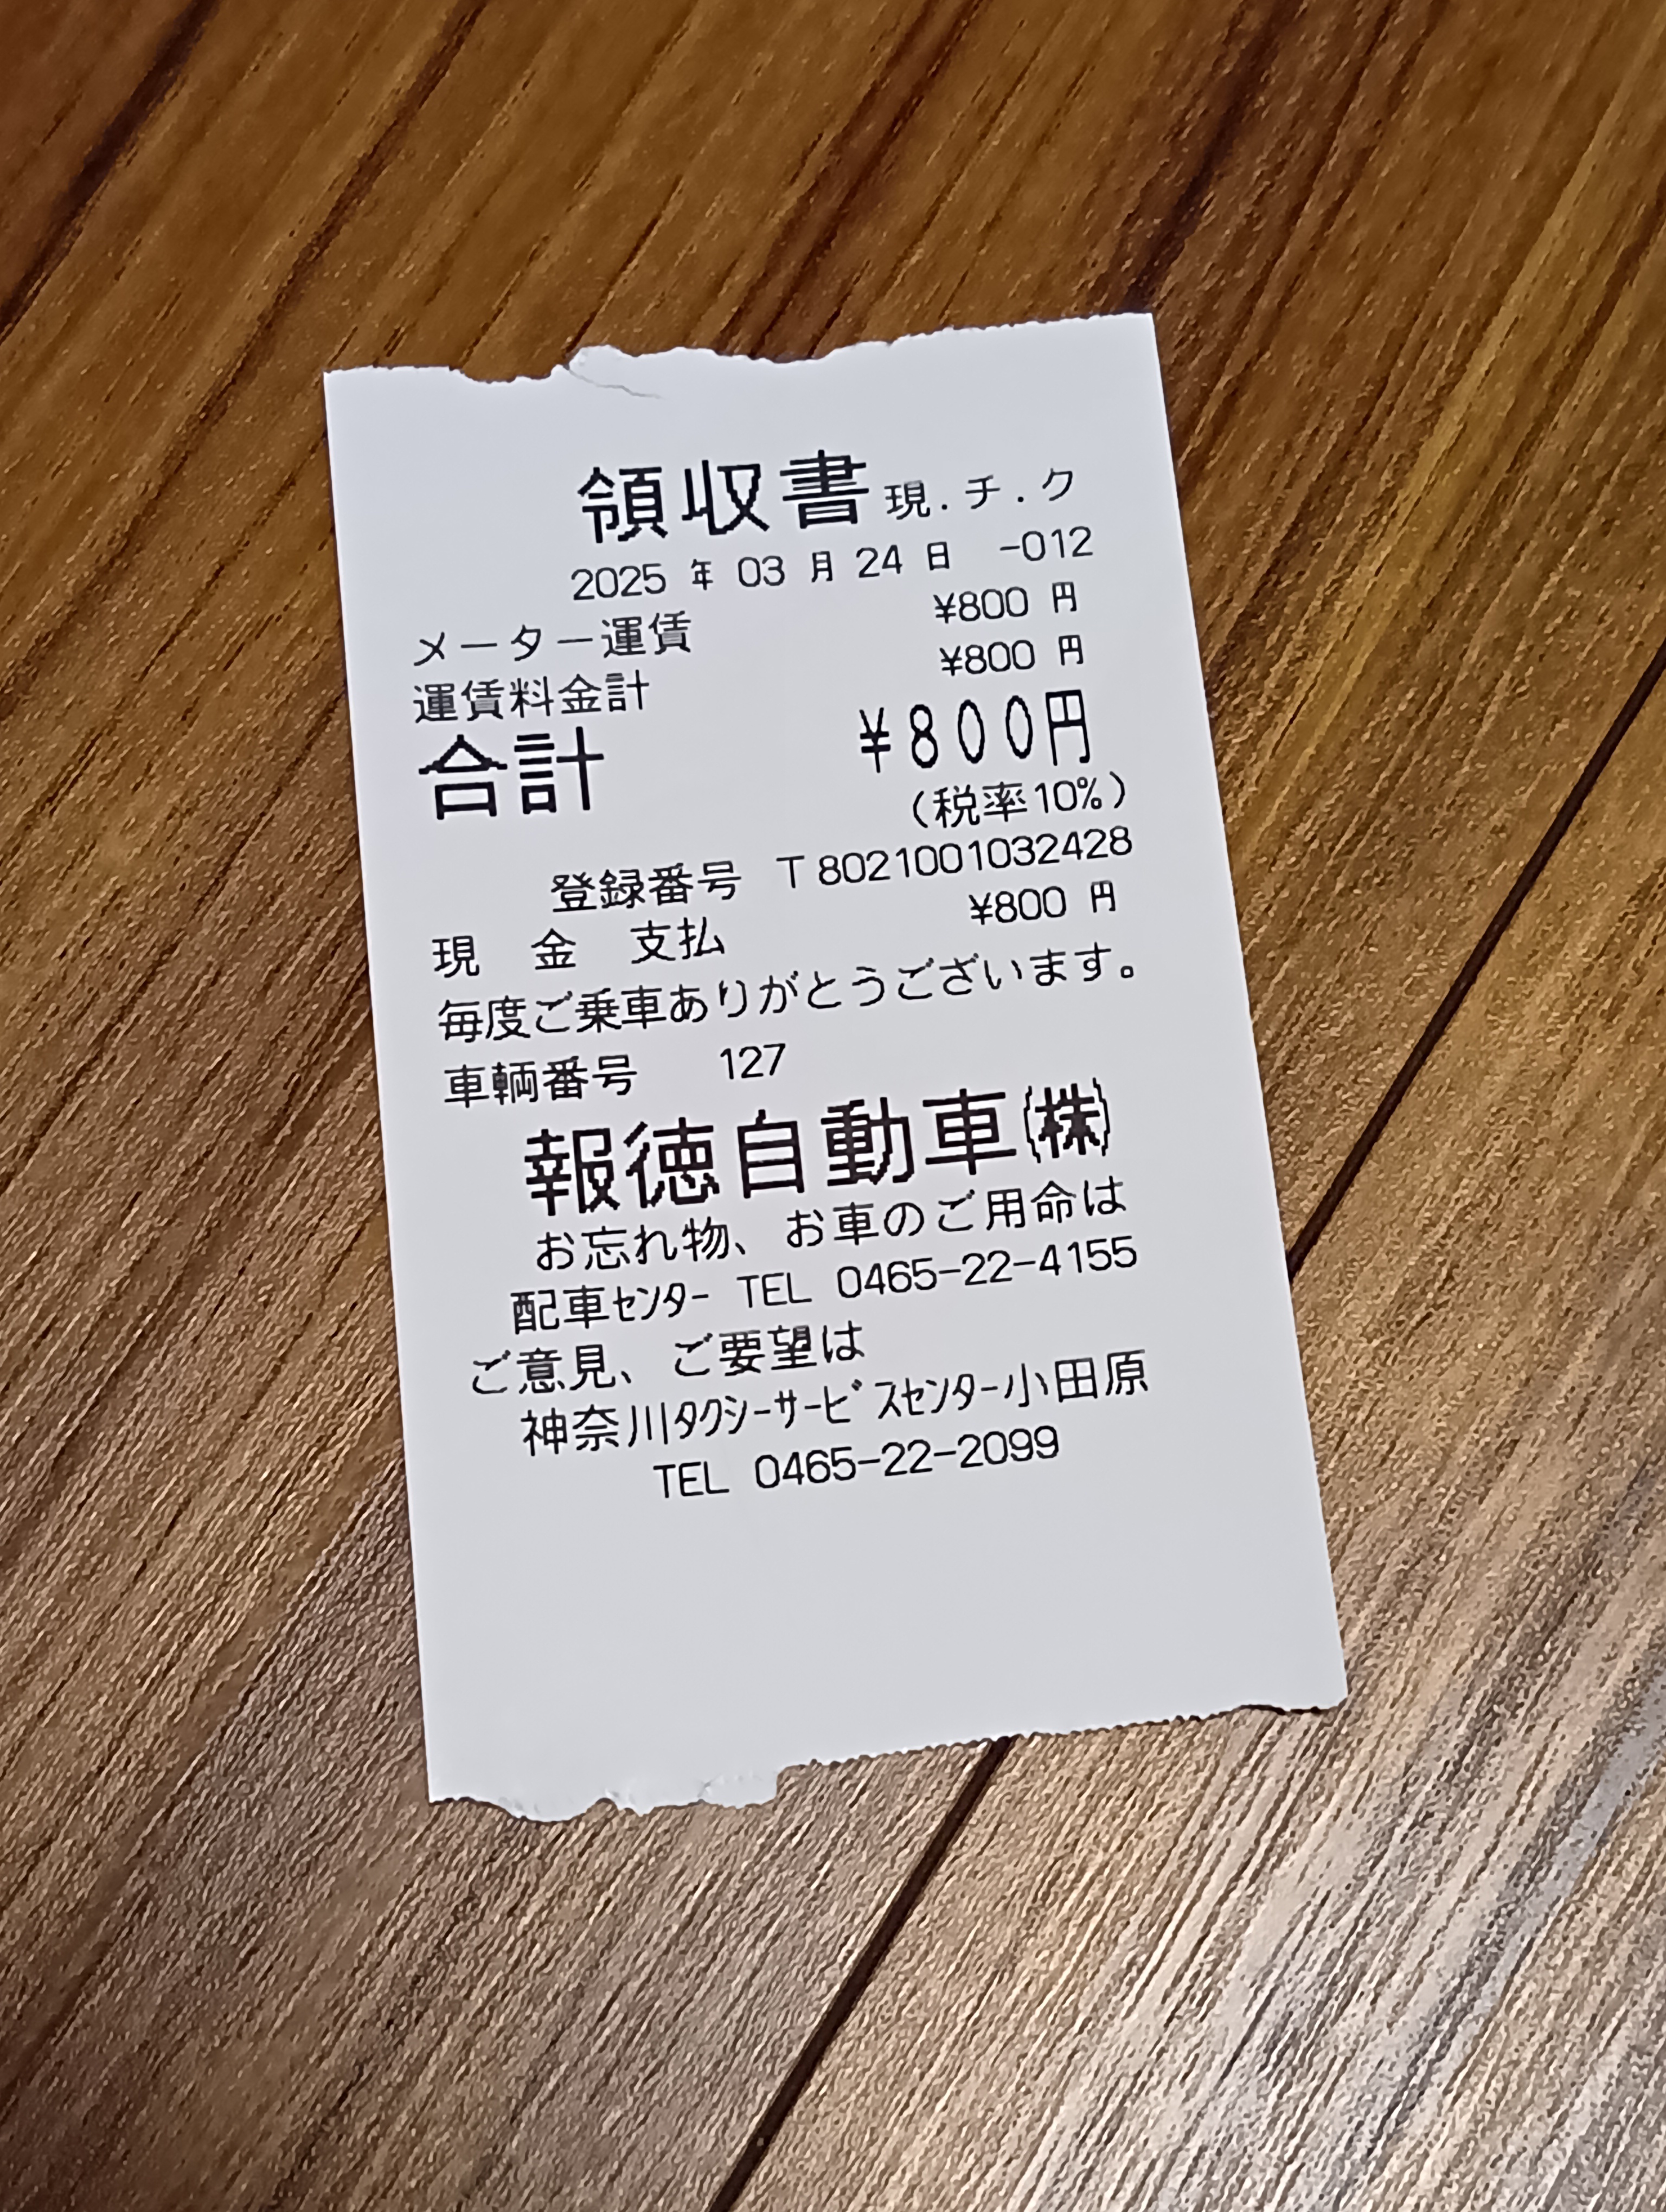 領収書 現.チ.ク
2025 年 03 月 24 日 -012
メーター運賃 ¥800 円
運賃料金計 ¥800 円
合計 ¥800円
(税率10%)
登録番号 T8021001032428
現 金 支払 ¥800 円
毎度ご乗車ありがとうございます。
車輌番号 127
報徳自動車㈱
お忘れ物、お車のご用命は
配車ｾﾝﾀｰ TEL 0465-22-4155
ご意見、ご要望は
神奈川ﾀｸｼｰｻｰﾋﾞｽｾﾝﾀｰ小田原
TEL 0465-22-2099